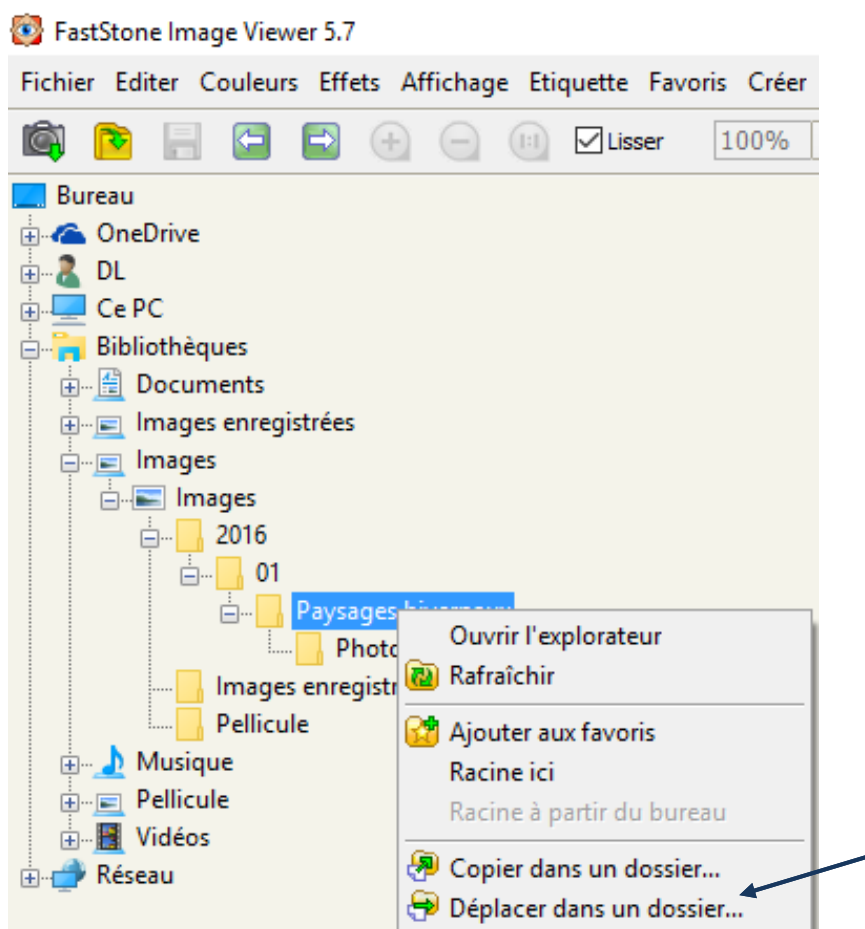 FastStone Image Viewer 5.7
Fichier Editer Couleurs Effets Affichage Etiquette Favoris Créer
Lisser 100%
Bureau
OneDrive
DL
Ce PC
Bibliothèques
Documents
Images enregistrées
Images
Images
2016
01
Paysages
Ouvrir l'explorateur
Rafraîchir
Images
Pellicule
Ajouter aux favoris
Musique
Racine ici
Pellicule
Racine à partir du bureau
Vidéos
Réseau
Copier dans un dossier...
Déplacer dans un dossier...